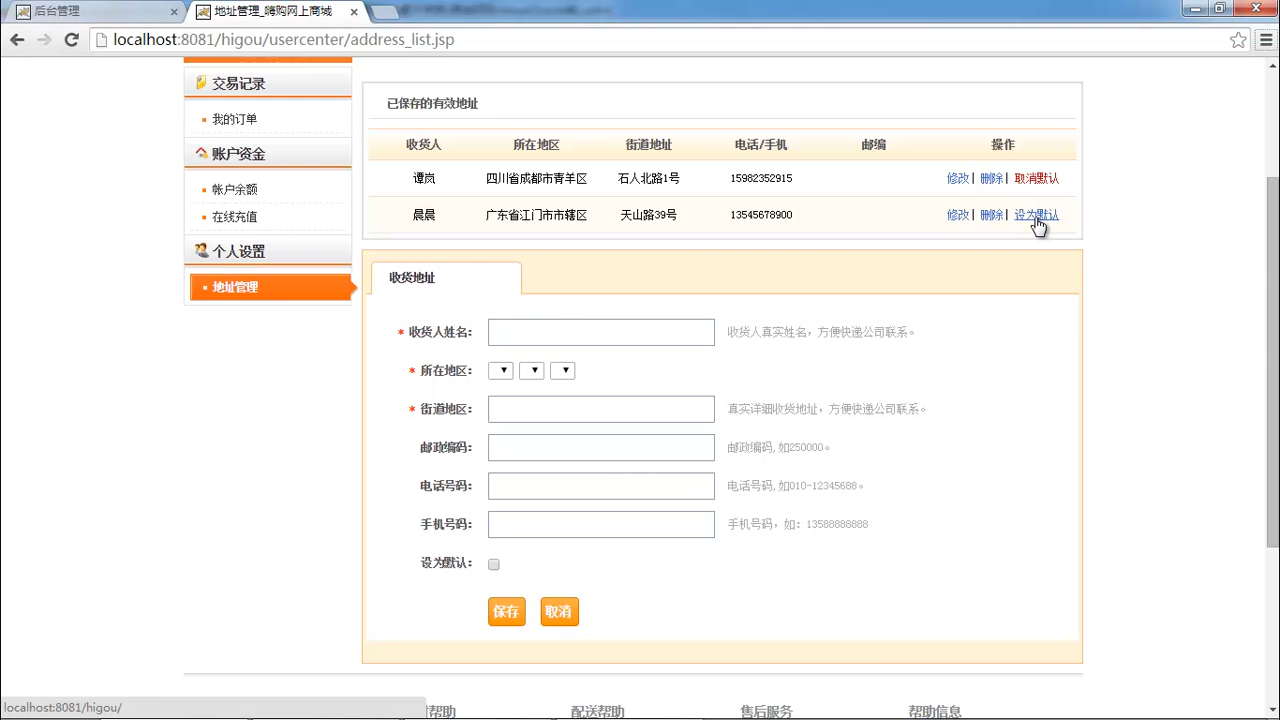 后台管理
地址管理_嗨购网上商城
localhost:8081/higou/usercenter/address_list.jsp
交易记录
我的订单
账户资金
帐户余额
在线充值
个人设置
地址管理
已保存的有效地址
收货人 所在地区 街道地址 电话/手机 邮编 操作
谭岚 四川省成都市青羊区 石人北路1号 15982352915 修改| 删除| 取消默认
晨晨 广东省江门市市辖区 天山路39号 13545678900 修改| 删除| 设为默认
收货地址
* 收货人姓名: 收货人真实姓名，方便快递公司联系。
* 所在地区:
* 街道地区: 真实详细收货地址，方便快递公司联系。
邮政编码: 邮政编码,如250000。
电话号码: 电话号码,如010-12345688。
手机号码: 手机号码，如：13588888888
设为默认:
保存 取消
帮助 配送帮助 售后服务 帮助信息
localhost:8081/higou/